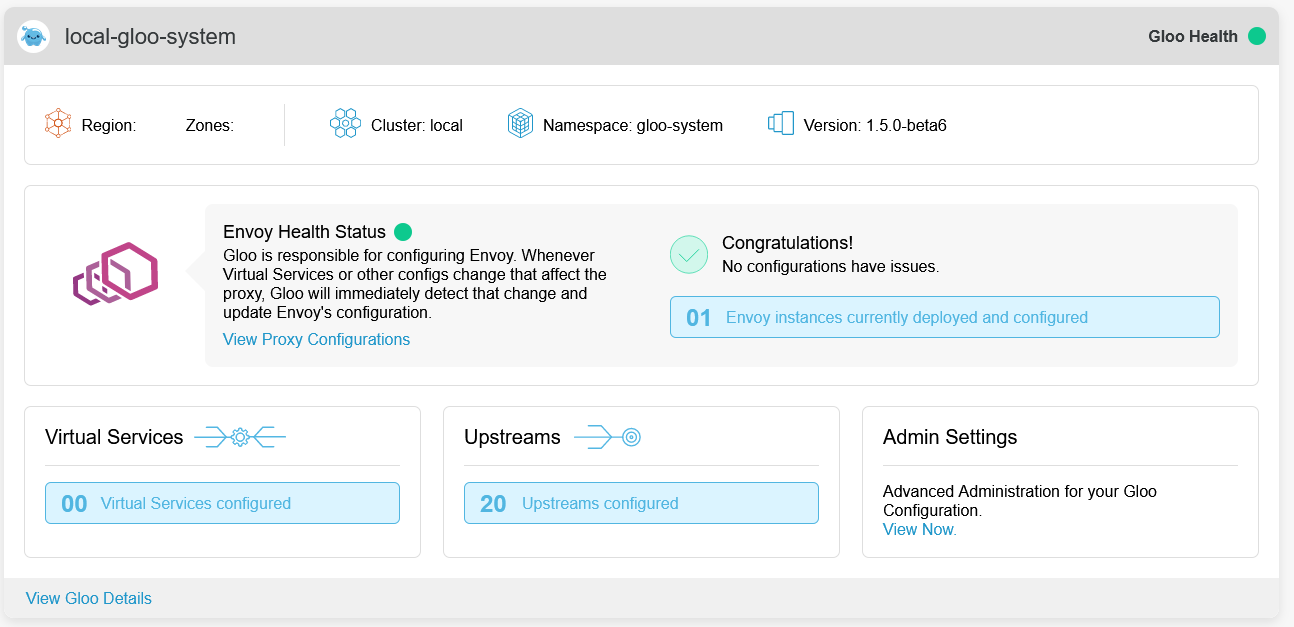 local-gloo-system
Gloo Health
Region:
Zones:
Cluster: local
Namespace: gloo-system
Version: 1.5.0-beta6
Envoy Health Status
Gloo is responsible for configuring Envoy. Whenever
Virtual Services or other configs change that affect the
proxy, Gloo will immediately detect that change and
update Envoy's configuration.
View Proxy Configurations
Congratulations!
No configurations have issues.
01 Envoy instances currently deployed and configured
Virtual Services
00 Virtual Services configured
Upstreams
20 Upstreams configured
Admin Settings
Advanced Administration for your Gloo
Configuration.
View Now.
View Gloo Details